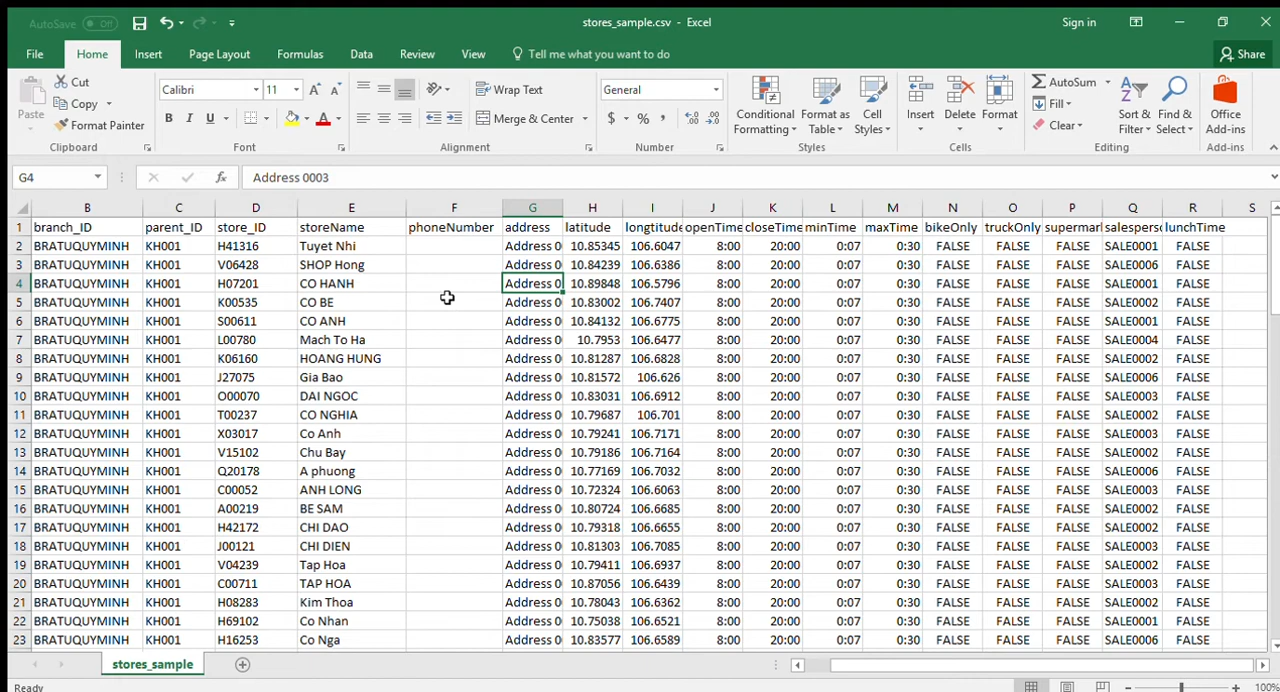 AutoSave Off stores_sample.csv - Excel Sign in
File Home Insert Page Layout Formulas Data Review View Tell me what you want to do Share
Paste Cut Copy Format Painter Calibri 11 Wrap Text General Conditional Formatting Format as Table Cell Styles Insert Delete Format AutoSum Fill Clear Sort & Filter Find & Select Office Add-ins
B I U A Merge & Center $ % ,
Clipboard Font Alignment Number Styles Cells Editing Add-ins
G4 fx Address 0003
B C D E F G H I J K L M N O P Q R S
1 branch_ID parent_ID store_ID storeName phoneNumber address latitude longtitude openTime closeTime minTime maxTime bikeOnly truckOnly supermark salesperso lunchTime
2 BRATUQUYMINH KH001 H41316 Tuyet Nhi Address 0 10.85345 106.6047 8:00 20:00 0:07 0:30 FALSE FALSE FALSE SALE0001 FALSE
3 BRATUQUYMINH KH001 V06428 SHOP Hong Address 0 10.84239 106.6386 8:00 20:00 0:07 0:30 FALSE FALSE FALSE SALE0006 FALSE
4 BRATUQUYMINH KH001 H07201 CO HANH Address 0 10.89848 106.5796 8:00 20:00 0:07 0:30 FALSE FALSE FALSE SALE0001 FALSE
5 BRATUQUYMINH KH001 K00535 CO BE Address 0 10.83002 106.7407 8:00 20:00 0:07 0:30 FALSE FALSE FALSE SALE0002 FALSE
6 BRATUQUYMINH KH001 S00611 CO ANH Address 0 10.84132 106.6775 8:00 20:00 0:07 0:30 FALSE FALSE FALSE SALE0001 FALSE
7 BRATUQUYMINH KH001 L00780 Mach To Ha Address 0 10.7953 106.6477 8:00 20:00 0:07 0:30 FALSE FALSE FALSE SALE0004 FALSE
8 BRATUQUYMINH KH001 K06160 HOANG HUNG Address 0 10.81287 106.6828 8:00 20:00 0:07 0:30 FALSE FALSE FALSE SALE0002 FALSE
9 BRATUQUYMINH KH001 J27075 Gia Bao Address 0 10.81572 106.626 8:00 20:00 0:07 0:30 FALSE FALSE FALSE SALE0006 FALSE
10 BRATUQUYMINH KH001 O00070 DAI NGOC Address 0 10.83031 106.6912 8:00 20:00 0:07 0:30 FALSE FALSE FALSE SALE0002 FALSE
11 BRATUQUYMINH KH001 T00237 CO NGHIA Address 0 10.79687 106.701 8:00 20:00 0:07 0:30 FALSE FALSE FALSE SALE0003 FALSE
12 BRATUQUYMINH KH001 X03017 Co Anh Address 0 10.79241 106.7171 8:00 20:00 0:07 0:30 FALSE FALSE FALSE SALE0003 FALSE
13 BRATUQUYMINH KH001 V15102 Chu Bay Address 0 10.79186 106.7164 8:00 20:00 0:07 0:30 FALSE FALSE FALSE SALE0002 FALSE
14 BRATUQUYMINH KH001 Q20178 A phuong Address 0 10.77169 106.7032 8:00 20:00 0:07 0:30 FALSE FALSE FALSE SALE0006 FALSE
15 BRATUQUYMINH KH001 C00052 ANH LONG Address 0 10.72324 106.6063 8:00 20:00 0:07 0:30 FALSE FALSE FALSE SALE0003 FALSE
16 BRATUQUYMINH KH001 A00219 BE SAM Address 0 10.80724 106.6685 8:00 20:00 0:07 0:30 FALSE FALSE FALSE SALE0002 FALSE
17 BRATUQUYMINH KH001 H42172 CHI DAO Address 0 10.79318 106.6655 8:00 20:00 0:07 0:30 FALSE FALSE FALSE SALE0003 FALSE
18 BRATUQUYMINH KH001 J00121 CHI DIEN Address 0 10.81303 106.7085 8:00 20:00 0:07 0:30 FALSE FALSE FALSE SALE0003 FALSE
19 BRATUQUYMINH KH001 V04239 Tap Hoa Address 0 10.79411 106.6937 8:00 20:00 0:07 0:30 FALSE FALSE FALSE SALE0006 FALSE
20 BRATUQUYMINH KH001 C00711 TAP HOA Address 0 10.87056 106.6439 8:00 20:00 0:07 0:30 FALSE FALSE FALSE SALE0003 FALSE
21 BRATUQUYMINH KH001 H08283 Kim Thoa Address 0 10.78043 106.6362 8:00 20:00 0:07 0:30 FALSE FALSE FALSE SALE0002 FALSE
22 BRATUQUYMINH KH001 H69102 Co Nhan Address 0 10.75038 106.6521 8:00 20:00 0:07 0:30 FALSE FALSE FALSE SALE0001 FALSE
23 BRATUQUYMINH KH001 H16253 Co Nga Address 0 10.83577 106.6589 8:00 20:00 0:07 0:30 FALSE FALSE FALSE SALE0006 FALSE
stores_sample
Ready 100%